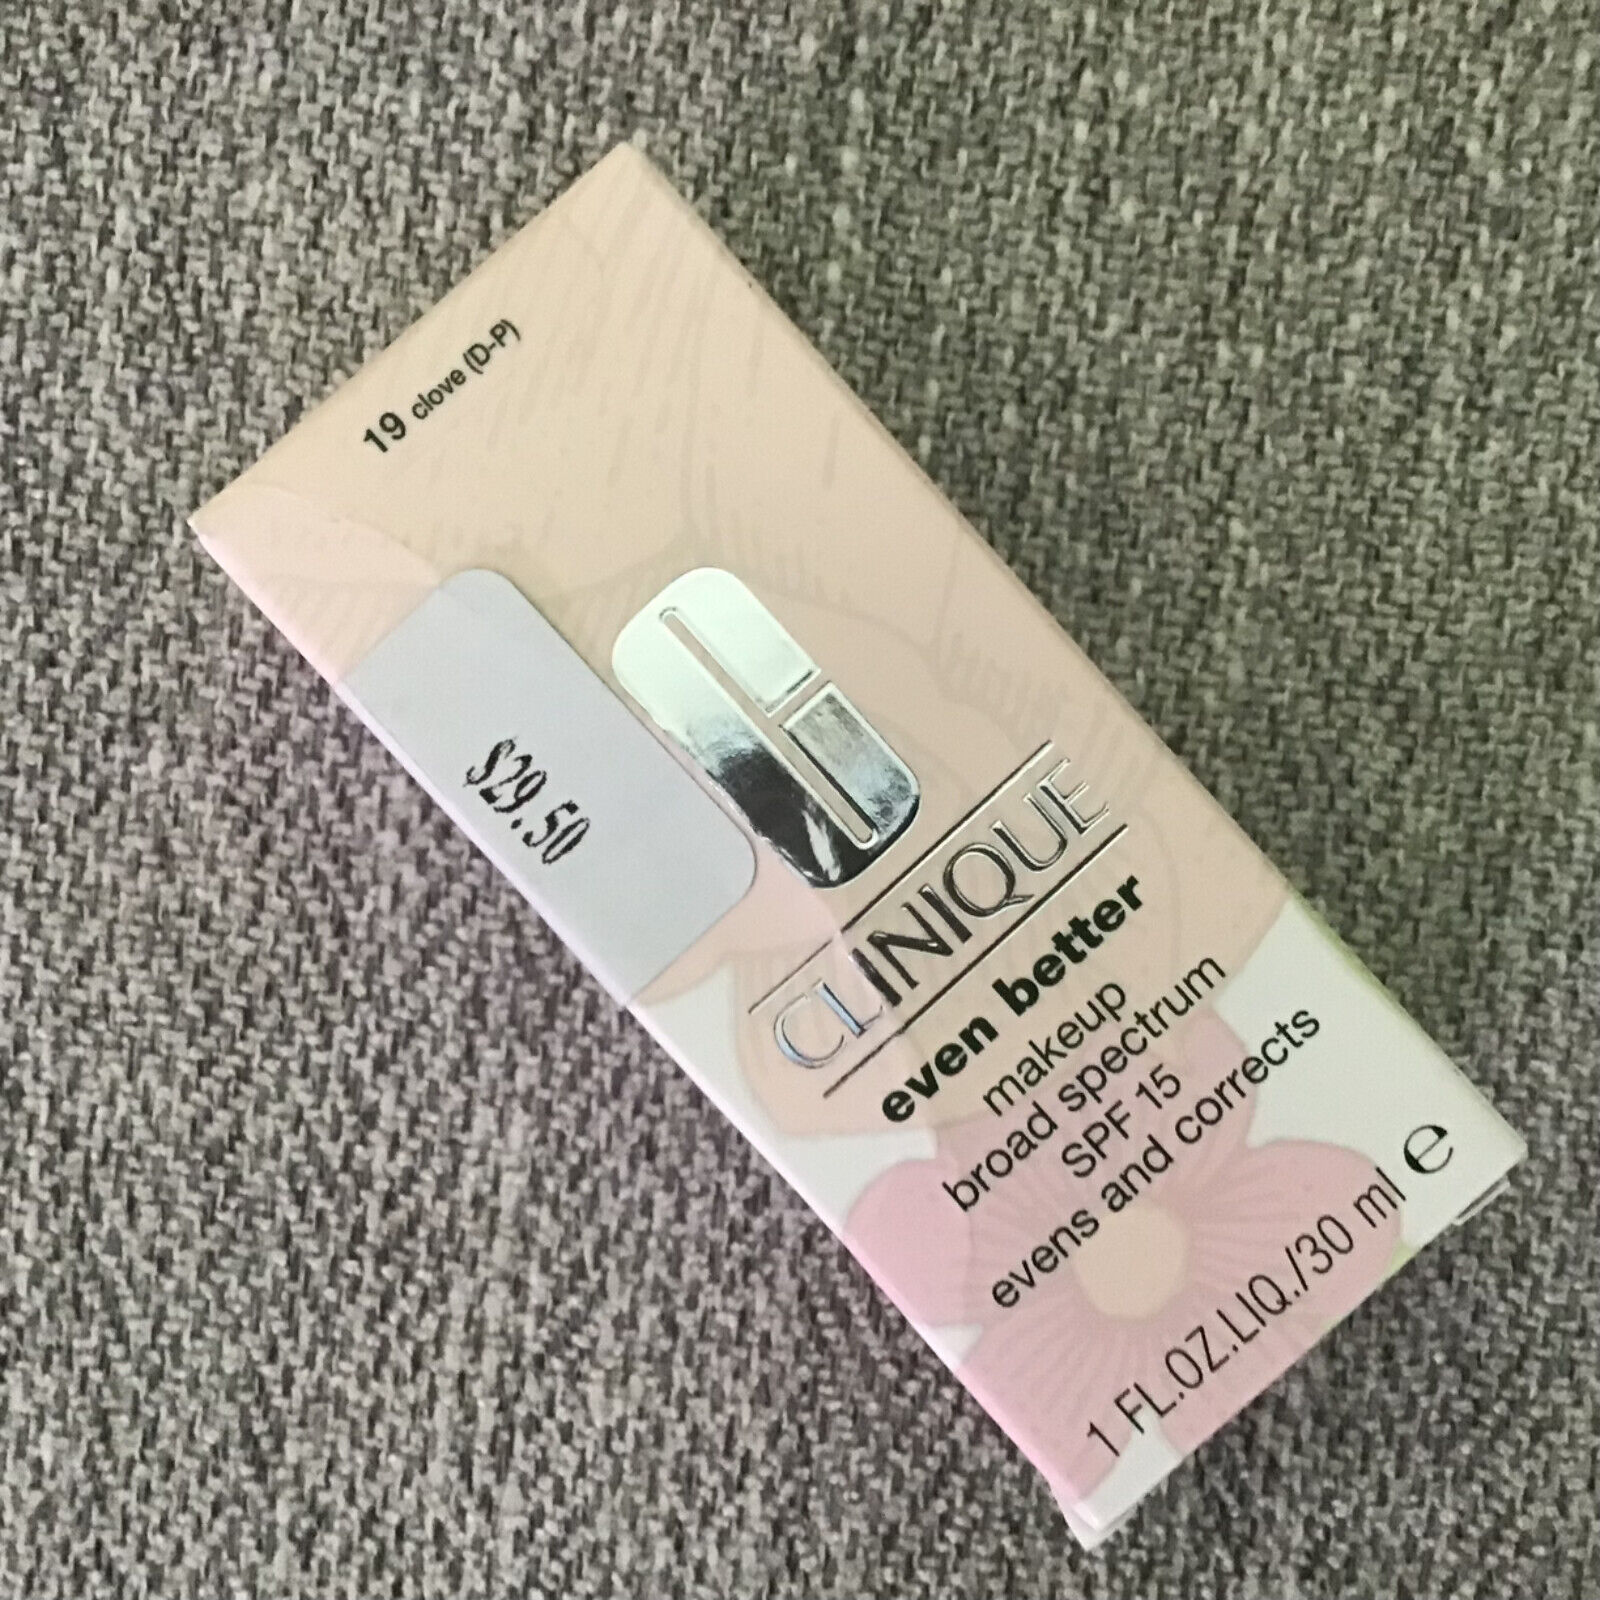 19 clove (D-P)
$29.50
CLINIQUE
even better
makeup
broad spectrum
SPF 15
evens and corrects
1 FL.OZ.LIQ./30 ml ℮